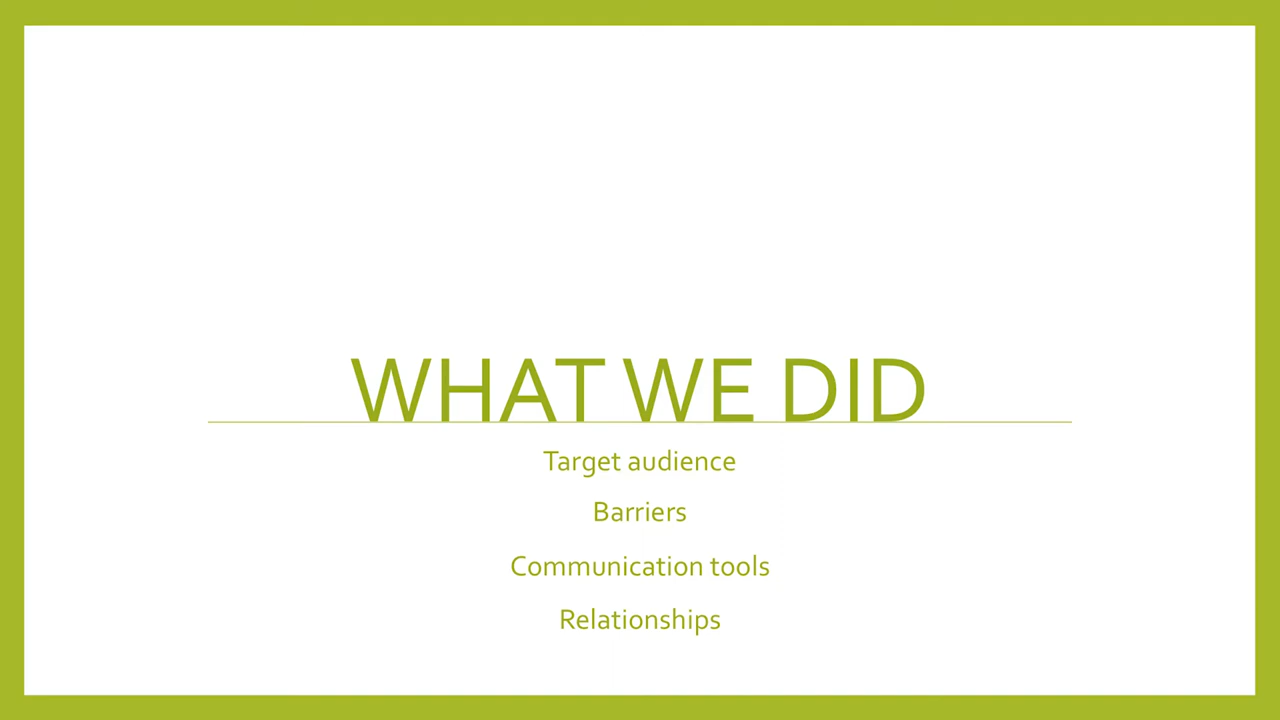 WHAT WE DID
Target audience
Barriers
Communication tools
Relationships